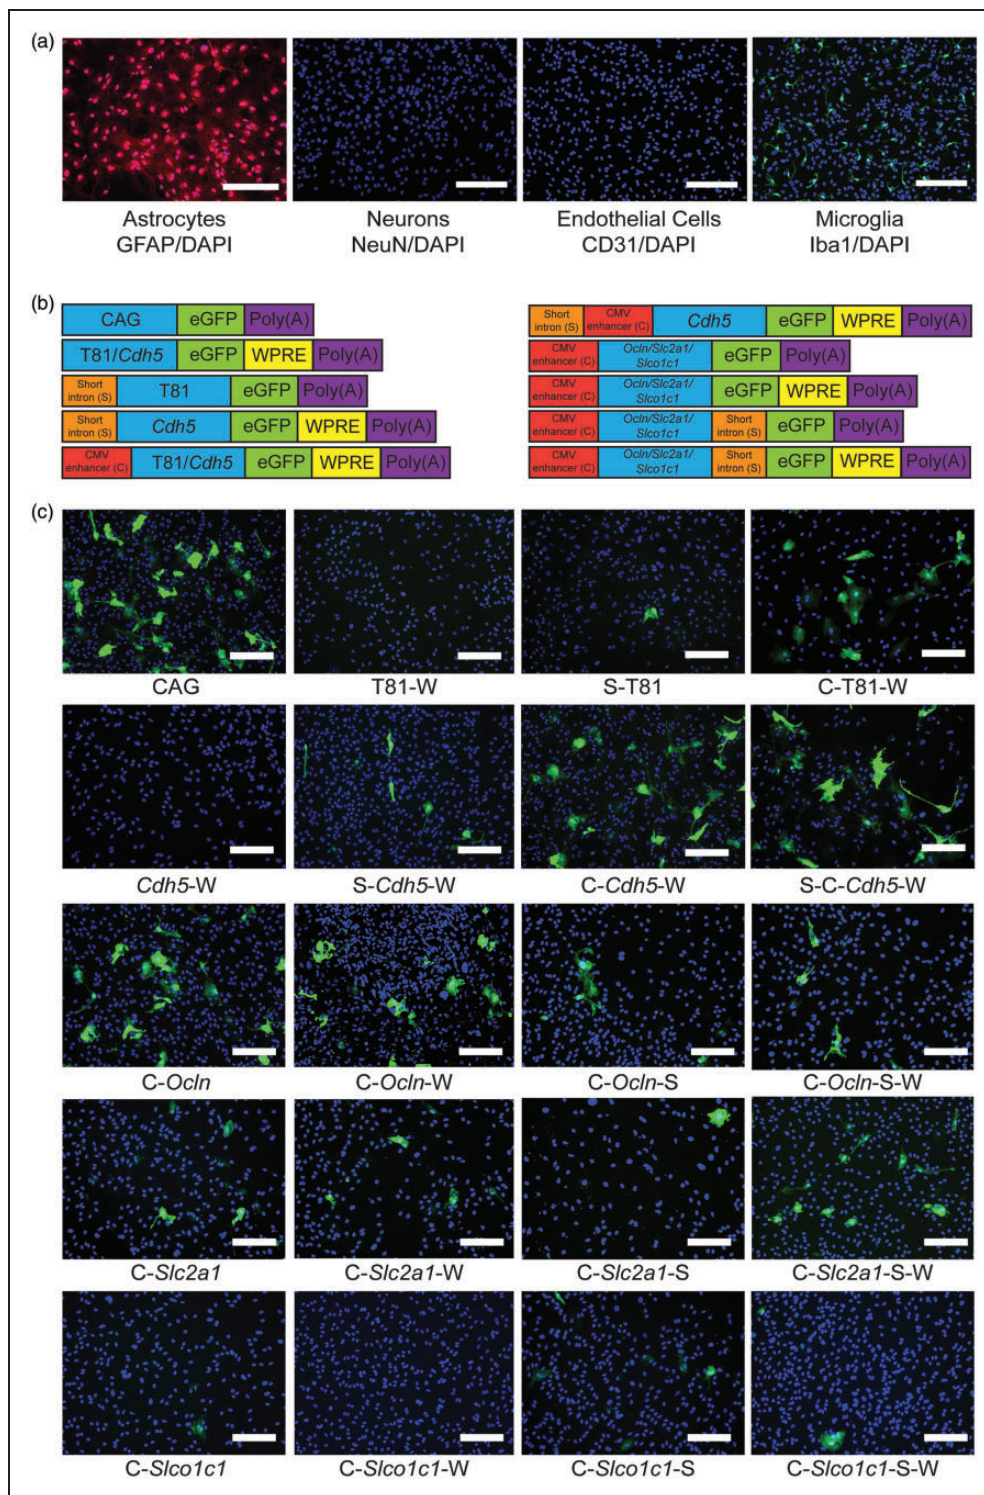 (a)
Astrocytes
GFAP/DAPI
Neurons
NeuN/DAPI
Endothelial Cells
CD31/DAPI
Microglia
Iba1/DAPI
(b)
CAG eGFP Poly(A)
T81/Cdh5 eGFP WPRE Poly(A)
Short
intron (S) T81 eGFP Poly(A)
Short
intron (S) Cdh5 eGFP WPRE Poly(A)
CMV
enhancer (C) T81/Cdh5 eGFP WPRE Poly(A)
Short
intron (S) CMV
enhancer (C) Cdh5 eGFP WPRE Poly(A)
CMV
enhancer (C) Ocln/Slc2a1/
Slco1c1 eGFP Poly(A)
CMV
enhancer (C) Ocln/Slc2a1/
Slco1c1 eGFP WPRE Poly(A)
CMV
enhancer (C) Ocln/Slc2a1/
Slco1c1 Short
intron (S) eGFP Poly(A)
CMV
enhancer (C) Ocln/Slc2a1/
Slco1c1 Short
intron (S) eGFP WPRE Poly(A)
(c)
CAG T81-W S-T81 C-T81-W
Cdh5-W S-Cdh5-W C-Cdh5-W S-C-Cdh5-W
C-Ocln C-Ocln-W C-Ocln-S C-Ocln-S-W
C-Slc2a1 C-Slc2a1-W C-Slc2a1-S C-Slc2a1-S-W
C-Slco1c1 C-Slco1c1-W C-Slco1c1-S C-Slco1c1-S-W